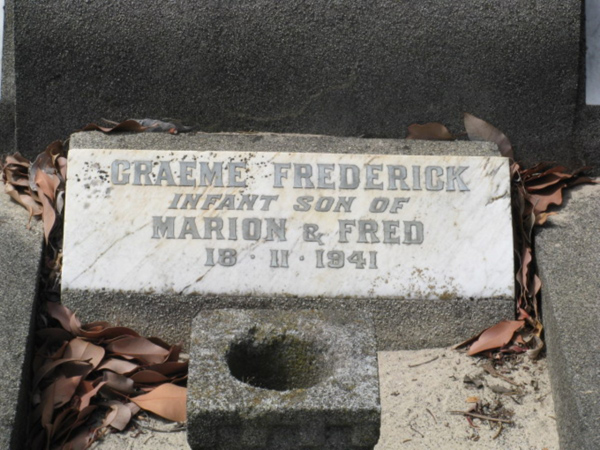 GRAEME FREDERICK
INFANT SON OF
MARION & FRED
18 · 11 · 1941